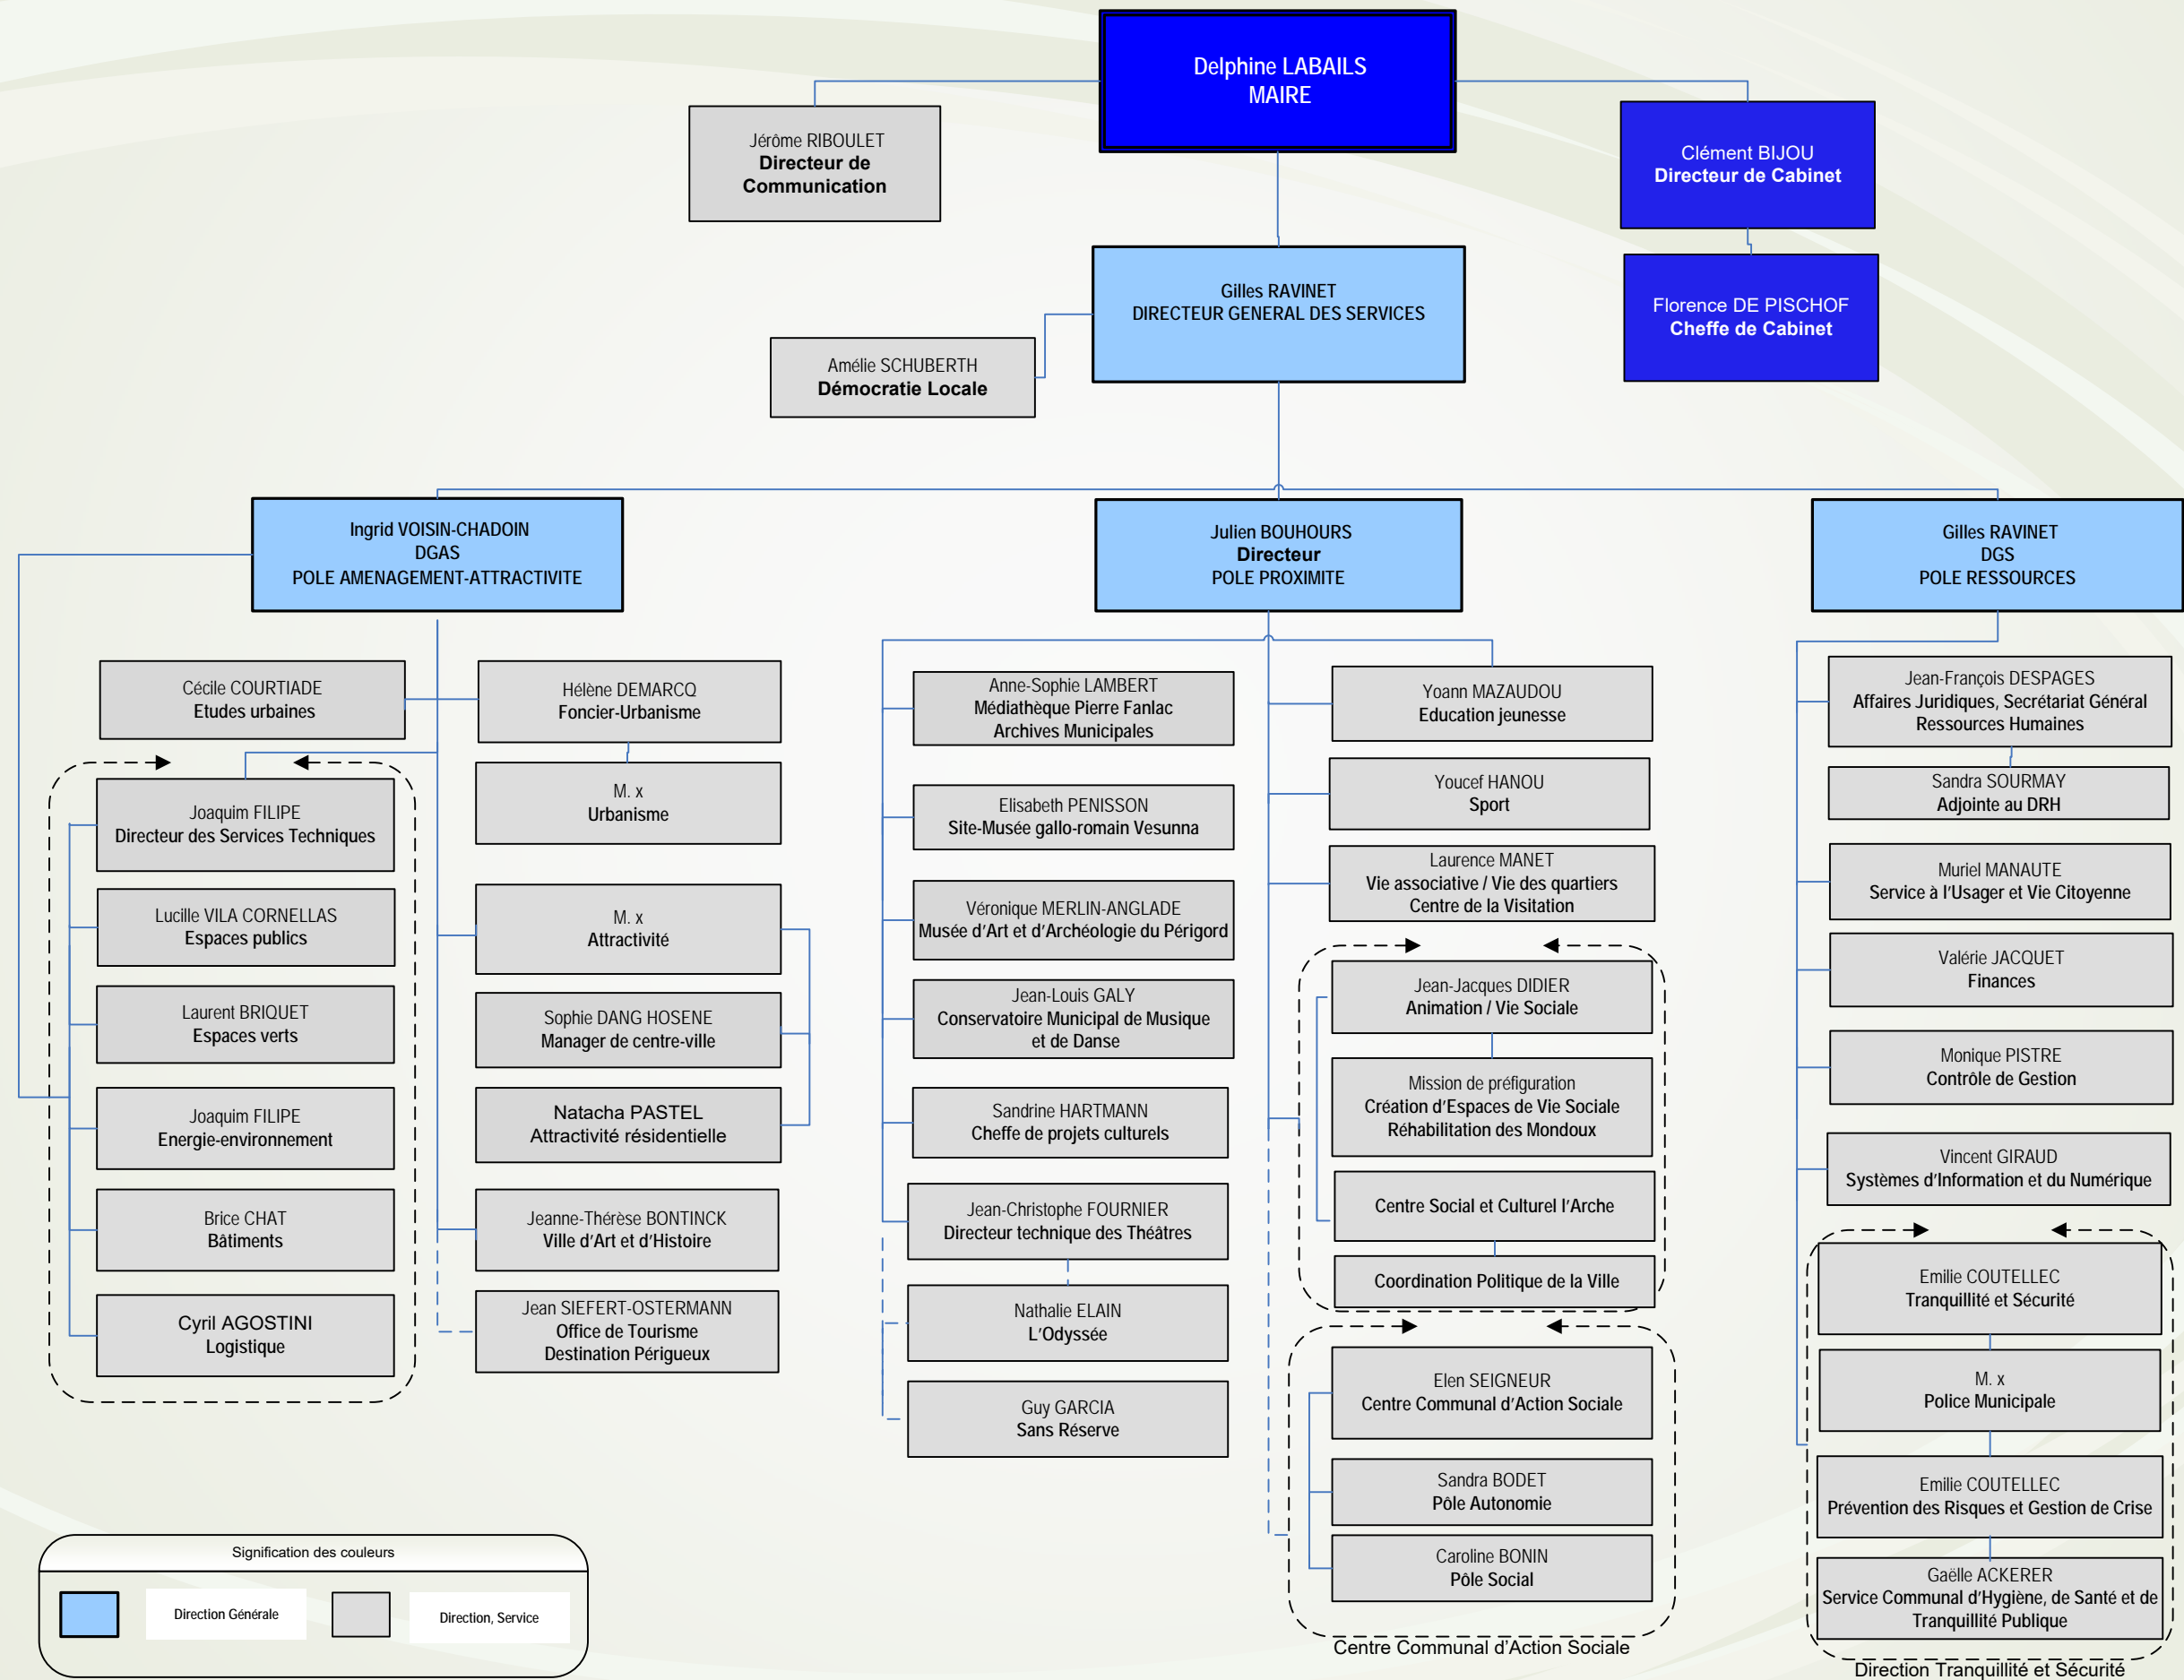 Delphine LABAILS
MAIRE
Jérôme RIBOULET
Directeur de
Communication
Clément BIJOU
Directeur de Cabinet
Florence DE PISCHOF
Cheffe de Cabinet
Gilles RAVINET
DIRECTEUR GENERAL DES SERVICES
Amélie SCHUBERTH
Démocratie Locale
Ingrid VOISIN-CHADOIN
DGAS
POLE AMENAGEMENT-ATTRACTIVITE
Julien BOUHOURS
Directeur
POLE PROXIMITE
Gilles RAVINET
DGS
POLE RESSOURCES
Cécile COURTIADE
Etudes urbaines
Joaquim FILIPE
Directeur des Services Techniques
Lucille VILA CORNELLAS
Espaces publics
Laurent BRIQUET
Espaces verts
Joaquim FILIPE
Energie-environnement
Brice CHAT
Bâtiments
Cyril AGOSTINI
Logistique
Hélène DEMARCQ
Foncier-Urbanisme
M. x
Urbanisme
M. x
Attractivité
Sophie DANG HOSENE
Manager de centre-ville
Natacha PASTEL
Attractivité résidentielle
Jeanne-Thérèse BONTINCK
Ville d'Art et d'Histoire
Jean SIEFERT-OSTERMANN
Office de Tourisme
Destination Périgueux
Anne-Sophie LAMBERT
Médiathèque Pierre Fanlac
Archives Municipales
Elisabeth PENISSON
Site-Musée gallo-romain Vesunna
Véronique MERLIN-ANGLADE
Musée d'Art et d'Archéologie du Périgord
Jean-Louis GALY
Conservatoire Municipal de Musique
et de Danse
Sandrine HARTMANN
Cheffe de projets culturels
Jean-Christophe FOURNIER
Directeur technique des Théâtres
Nathalie ELAIN
L'Odyssée
Guy GARCIA
Sans Réserve
Yoann MAZAUDOU
Education jeunesse
Youcef HANOU
Sport
Laurence MANET
Vie associative / Vie des quartiers
Centre de la Visitation
Jean-Jacques DIDIER
Animation / Vie Sociale
Mission de préfiguration
Création d'Espaces de Vie Sociale
Réhabilitation des Mondoux
Centre Social et Culturel l'Arche
Coordination Politique de la Ville
Elen SEIGNEUR
Centre Communal d'Action Sociale
Sandra BODET
Pôle Autonomie
Caroline BONIN
Pôle Social
Centre Communal d'Action Sociale
Jean-François DESPAGES
Affaires Juridiques, Secrétariat Général
Ressources Humaines
Sandra SOURMAY
Adjointe au DRH
Muriel MANAUTE
Service à l'Usager et Vie Citoyenne
Valérie JACQUET
Finances
Monique PISTRE
Contrôle de Gestion
Vincent GIRAUD
Systèmes d'Information et du Numérique
Emilie COUTELLEC
Tranquillité et Sécurité
M. x
Police Municipale
Emilie COUTELLEC
Prévention des Risques et Gestion de Crise
Gaëlle ACKERER
Service Communal d'Hygiène, de Santé et de
Tranquillité Publique
Direction Tranquillité et Sécurité
Signification des couleurs
Direction Générale
Direction, Service